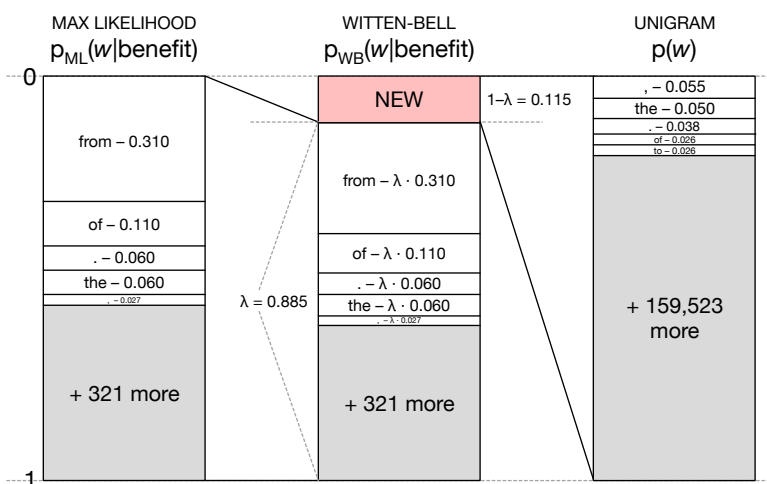 MAX LIKELIHOOD
p_ML(w|benefit)
WITTEN-BELL
p_WB(w|benefit)
UNIGRAM
p(w)
0
from – 0.310
of – 0.110
. – 0.060
the – 0.060
, – 0.027
+ 321 more
1
λ = 0.885
NEW
1–λ = 0.115
from – λ · 0.310
of – λ · 0.110
. – λ · 0.060
the – λ · 0.060
, – λ · 0.027
+ 321 more
, – 0.055
the – 0.050
. – 0.038
of – 0.026
to – 0.026
+ 159,523
more